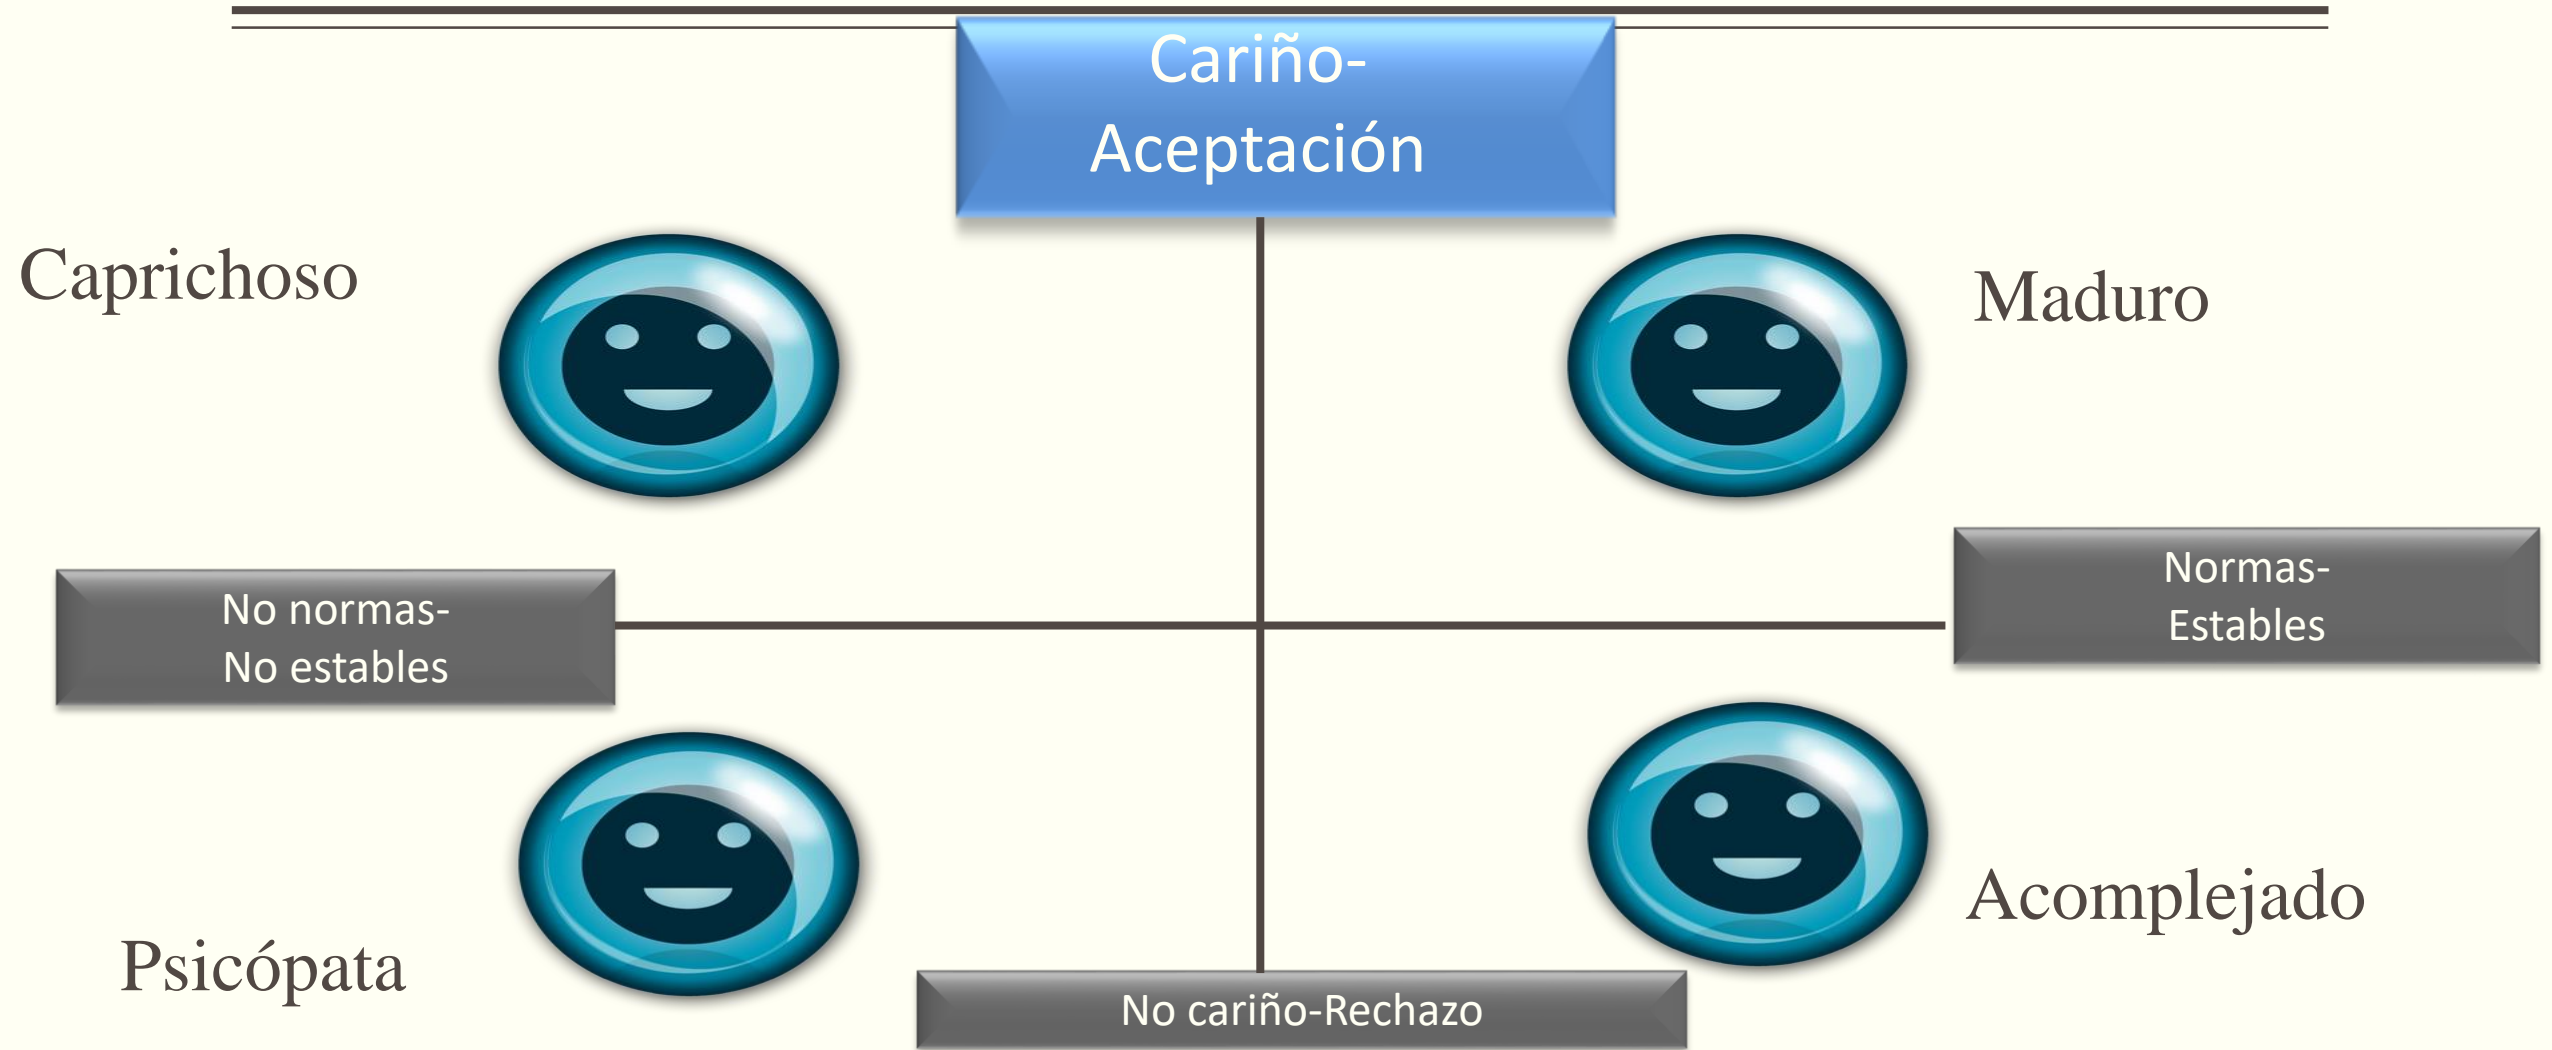 Cariño-
Aceptación
Caprichoso
Maduro
No normas-
No estables
Normas-
Estables
Psicópata
Acomplejado
No cariño-Rechazo